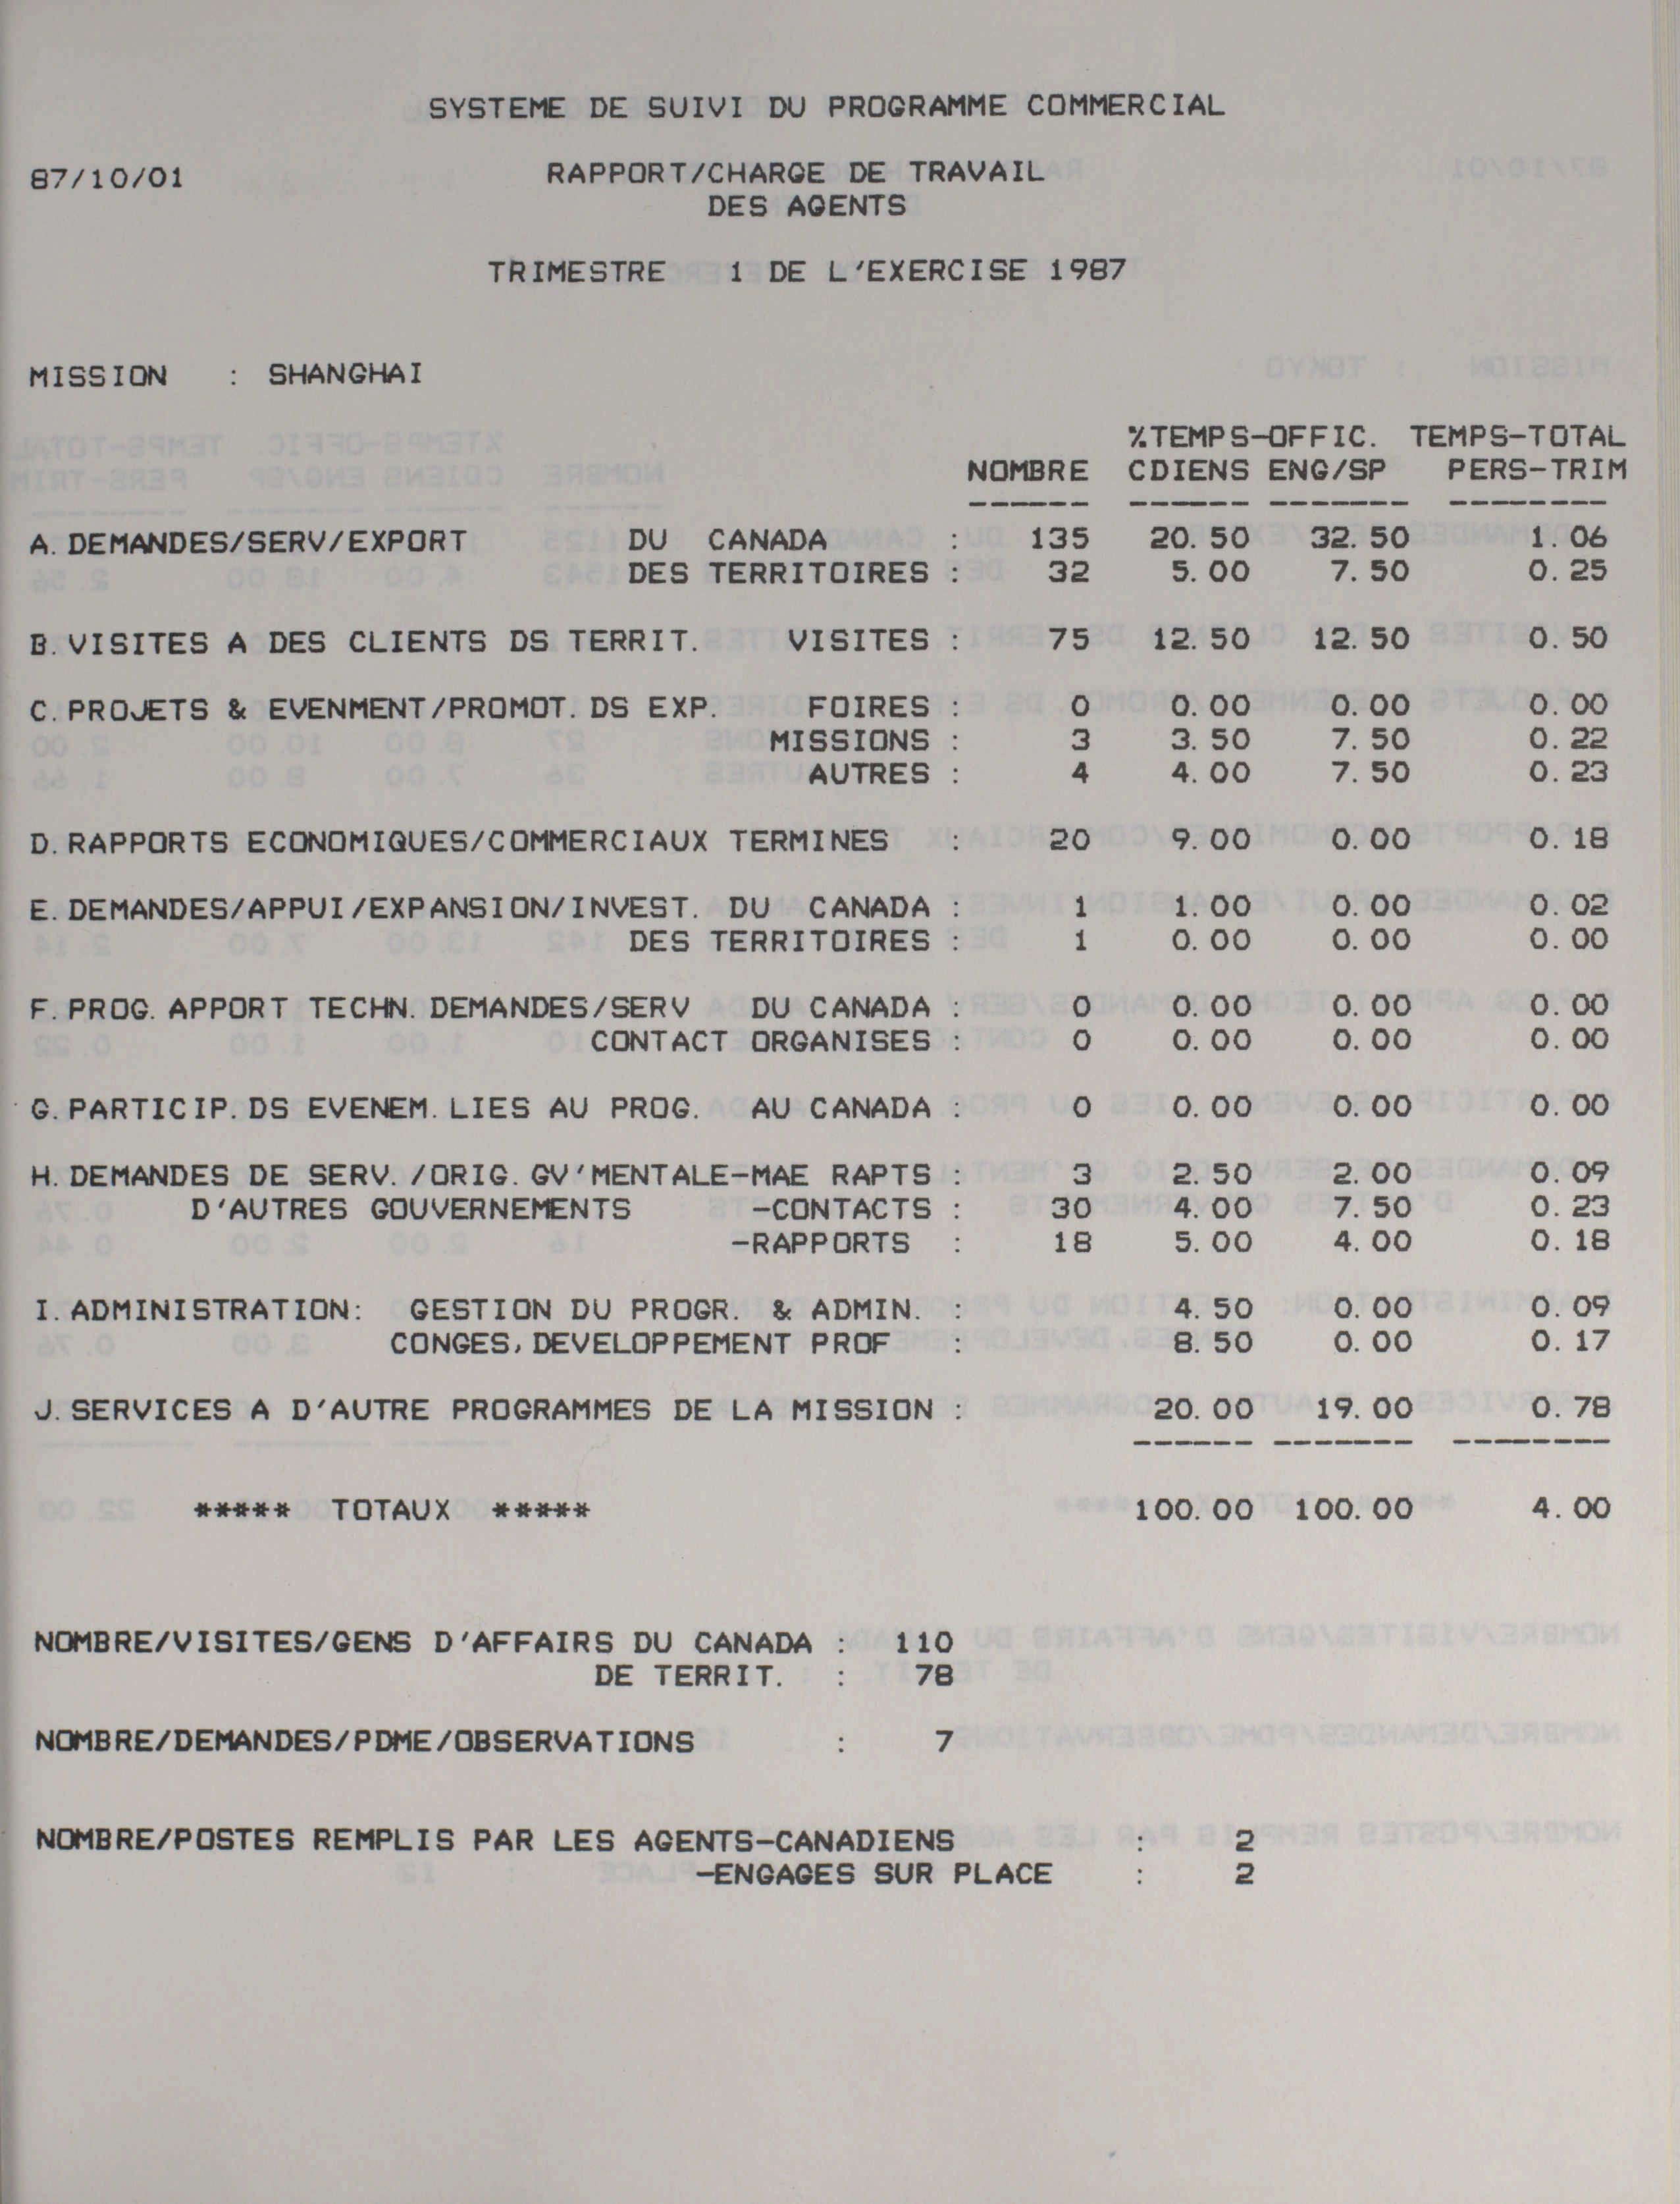 SYSTEME DE SUIVI DU PROGRAMME COMMERCIAL
87/10/01 RAPPORT/CHARGE DE TRAVAIL
DES AGENTS
TRIMESTRE 1 DE L'EXERCISE 1987
MISSION : SHANGHAI
%TEMPS-OFFIC. TEMPS-TOTAL
NOMBRE CDIENS ENG/SP PERS-TRIM
------ ------ ------- --------
A. DEMANDES/SERV/EXPORT DU CANADA : 135 20.50 32.50 1.06
DES TERRITOIRES : 32 5.00 7.50 0.25
B. VISITES A DES CLIENTS DS TERRIT. VISITES : 75 12.50 12.50 0.50
C. PROJETS & EVENMENT/PROMOT. DS EXP. FOIRES : 0 0.00 0.00 0.00
MISSIONS : 3 3.50 7.50 0.22
AUTRES : 4 4.00 7.50 0.23
D. RAPPORTS ECONOMIQUES/COMMERCIAUX TERMINES : 20 9.00 0.00 0.18
E. DEMANDES/APPUI/EXPANSION/INVEST. DU CANADA : 1 1.00 0.00 0.02
DES TERRITOIRES : 1 0.00 0.00 0.00
F. PROG. APPORT TECHN. DEMANDES/SERV DU CANADA : 0 0.00 0.00 0.00
CONTACT ORGANISES : 0 0.00 0.00 0.00
G. PARTICIP. DS EVENEM. LIES AU PROG. AU CANADA : 0 0.00 0.00 0.00
H. DEMANDES DE SERV. /ORIG. GV'MENTALE-MAE RAPTS : 3 2.50 2.00 0.09
D'AUTRES GOUVERNEMENTS -CONTACTS : 30 4.00 7.50 0.23
-RAPPORTS : 18 5.00 4.00 0.18
I. ADMINISTRATION: GESTION DU PROGR. & ADMIN. : 4.50 0.00 0.09
CONGES, DEVELOPPEMENT PROF : 8.50 0.00 0.17
J. SERVICES A D'AUTRE PROGRAMMES DE LA MISSION : 20.00 19.00 0.78
------ ------- --------
***** TOTAUX ***** 100.00 100.00 4.00
NOMBRE/VISITES/GENS D'AFFAIRS DU CANADA : 110
DE TERRIT. : 78
NOMBRE/DEMANDES/PDME/OBSERVATIONS : 7
NOMBRE/POSTES REMPLIS PAR LES AGENTS-CANADIENS : 2
-ENGAGES SUR PLACE : 2